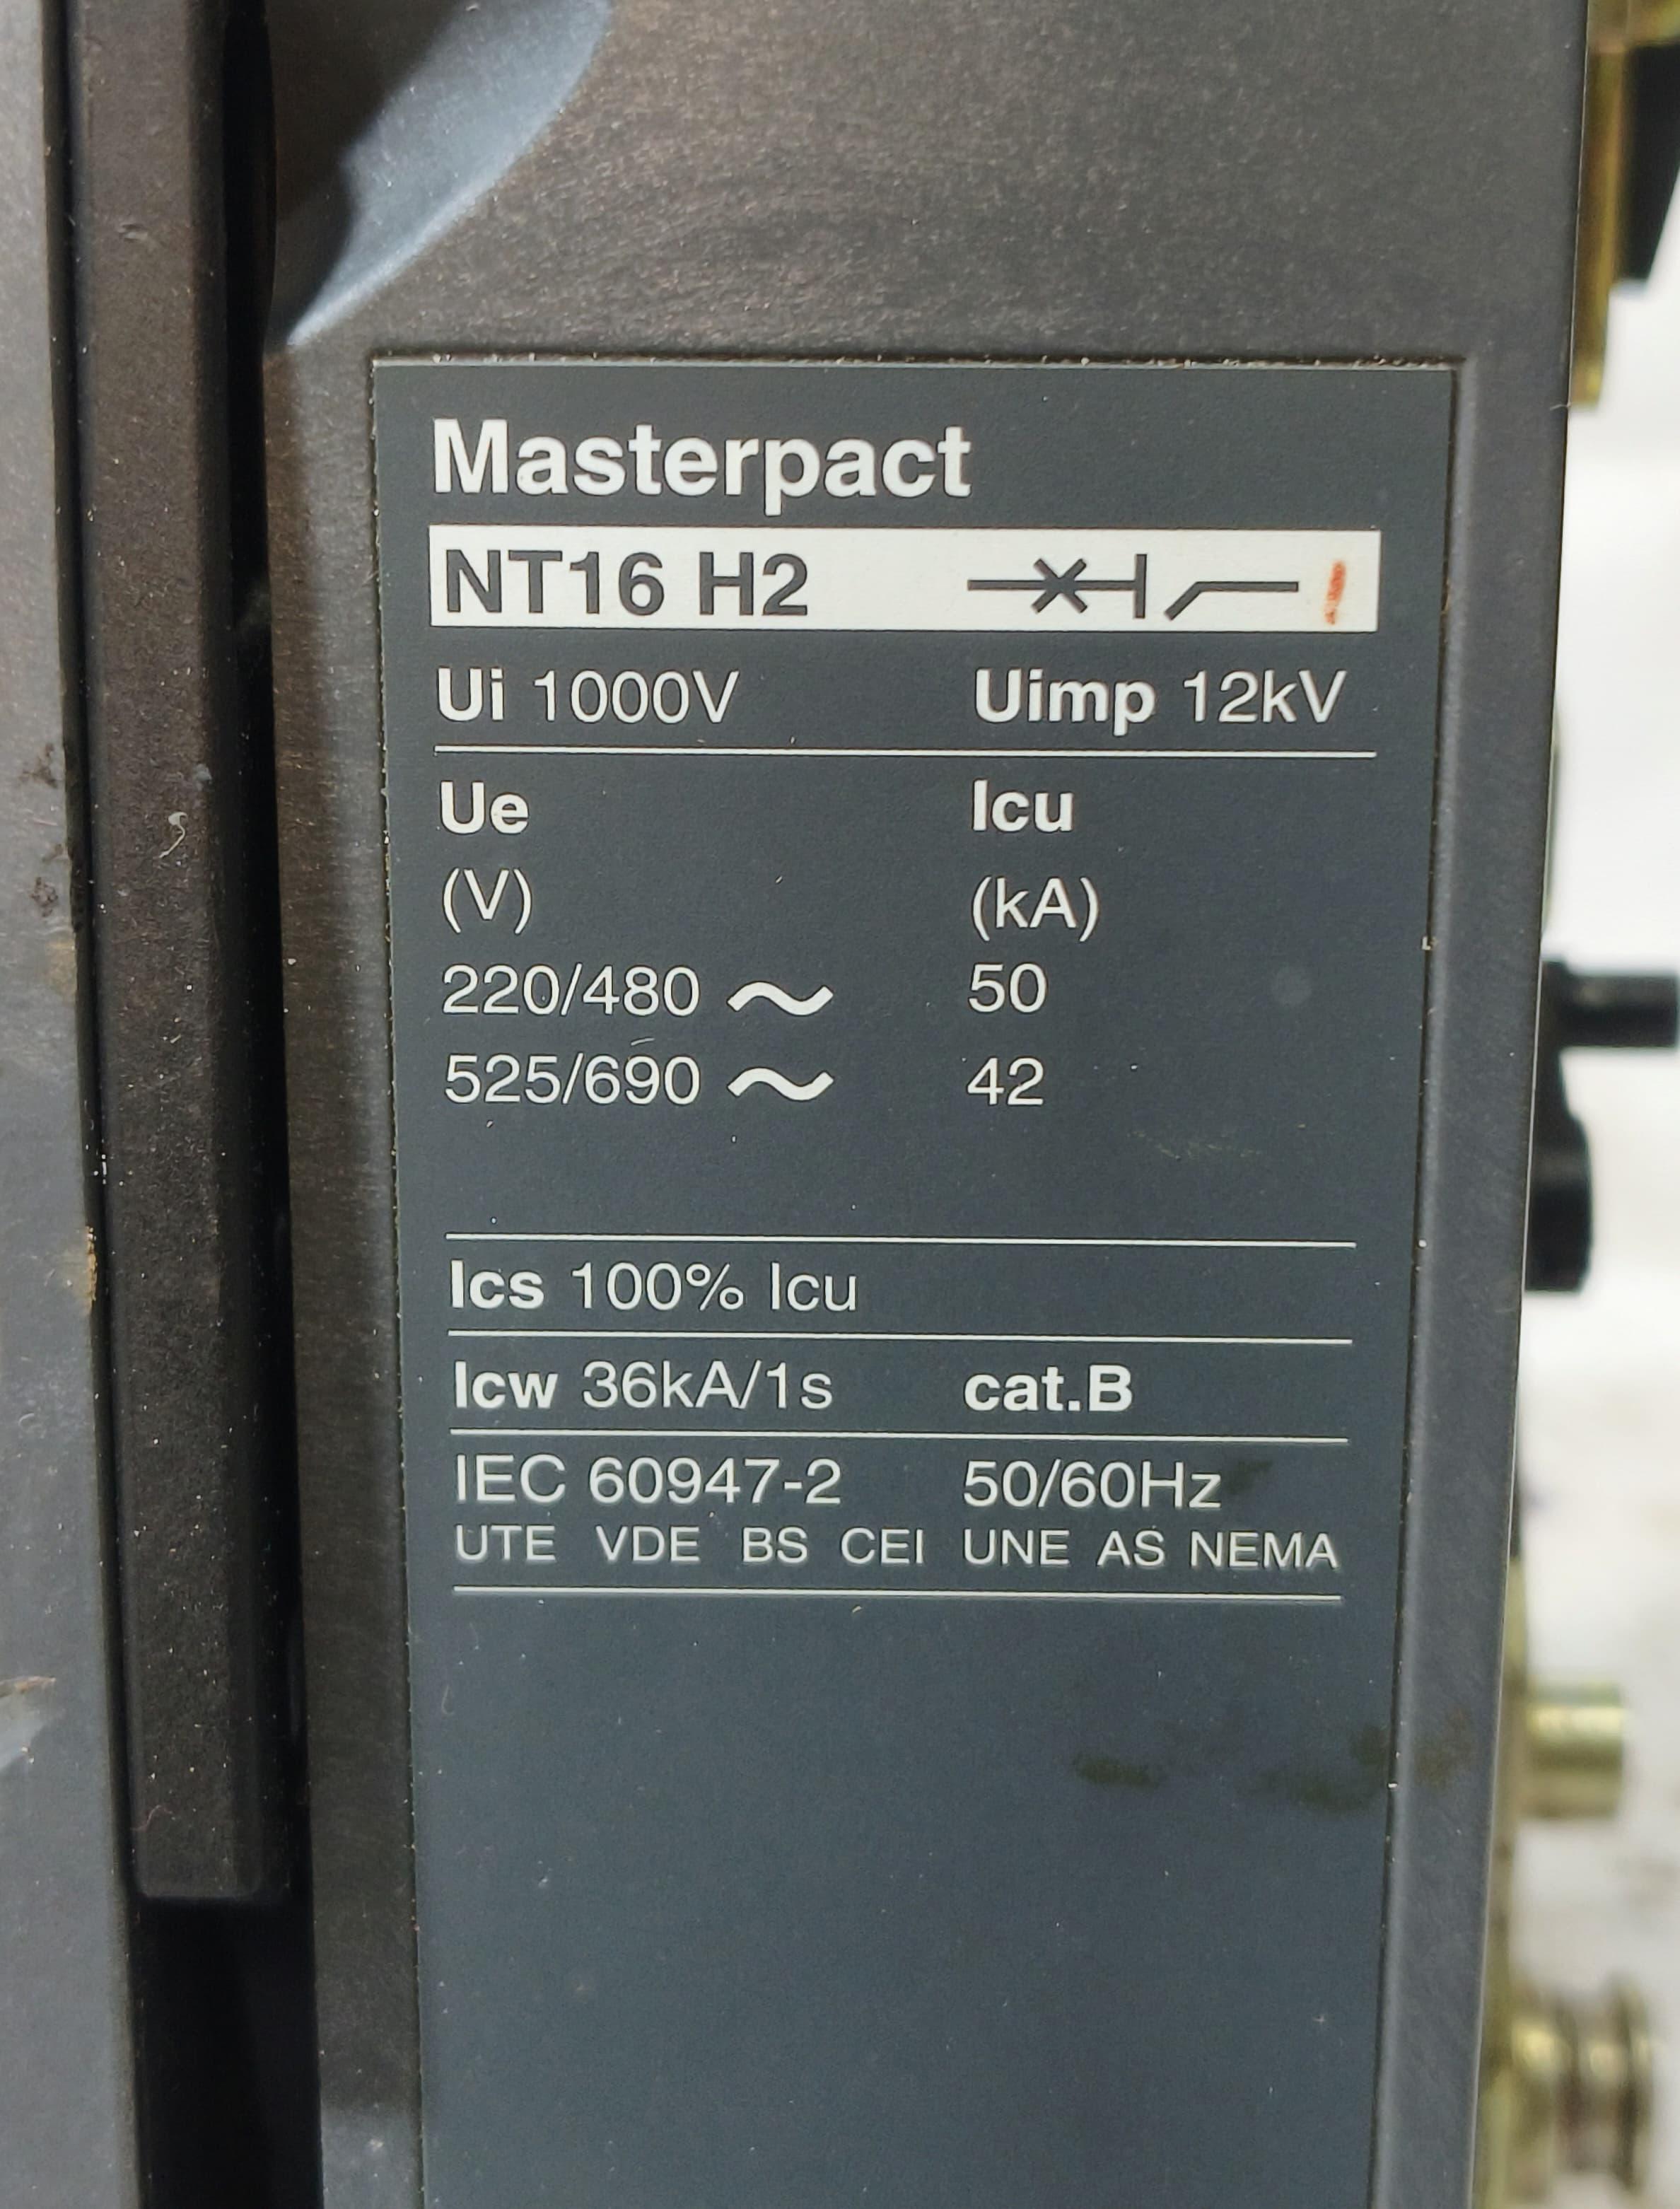 Masterpact
NT16 H2
Ui 1000V Uimp 12kV
Ue Icu
(V) (kA)
220/480 ~ 50
525/690 ~ 42
Ics 100% Icu
Icw 36kA/1s cat.B
IEC 60947-2 50/60Hz
UTE VDE BS CEI UNE AS NEMA